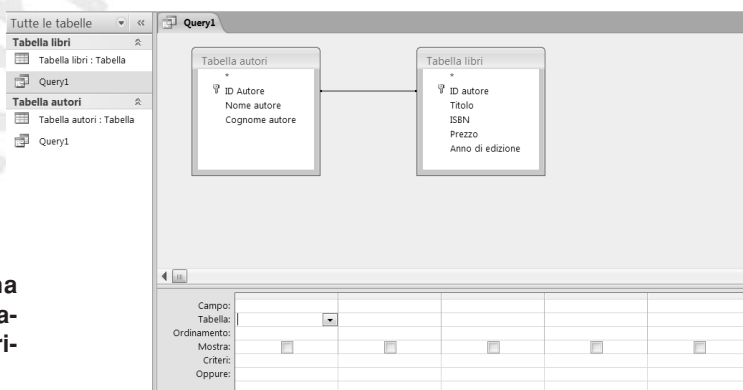 Tutte le tabelle
Tabella libri
Tabella libri : Tabella
Query1
Tabella autori
Tabella autori : Tabella
Query1
Query1
Tabella autori
*
ID Autore
Nome autore
Cognome autore
Tabella libri
*
ID autore
Titolo
ISBN
Prezzo
Anno di edizione
na
a-
ri-
Campo:
Tabella:
Ordinamento:
Mostra:
Criteri:
Oppure: